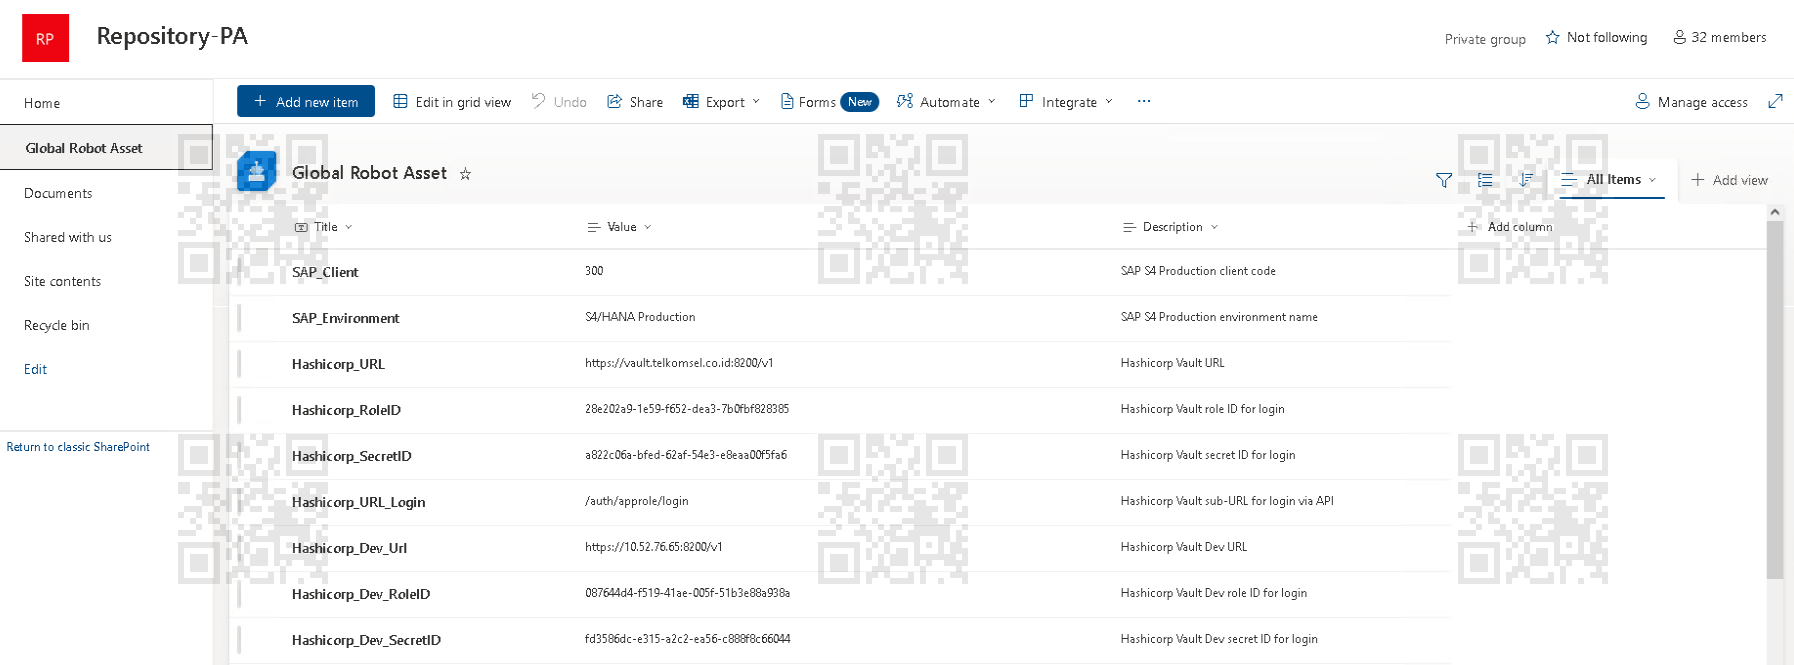 RP
Repository-PA
Private group Not following 32 members
Home
Global Robot Asset
Documents
Shared with us
Site contents
Recycle bin
Edit
Return to classic SharePoint
+ Add new item Edit in grid view Undo Share Export Forms New Automate Integrate ... Manage access
Global Robot Asset
All Items + Add view
Title Value Description + Add column
SAP_Client 300 SAP S4 Production client code
SAP_Environment S4/HANA Production SAP S4 Production environment name
Hashicorp_URL https://vault.telkomsel.co.id:8200/v1 Hashicorp Vault URL
Hashicorp_RoleID 28e202a9-1e59-f652-dea3-7b0fbf828385 Hashicorp Vault role ID for login
Hashicorp_SecretID a822c06a-bfed-62af-54e3-e8eaa00f5fa6 Hashicorp Vault secret ID for login
Hashicorp_URL_Login /auth/approle/login Hashicorp Vault sub-URL for login via API
Hashicorp_Dev_Url https://10.52.76.65:8200/v1 Hashicorp Vault Dev URL
Hashicorp_Dev_RoleID 087644d4-f519-41ae-005f-51b3e88a938a Hashicorp Vault Dev role ID for login
Hashicorp_Dev_SecretID fd3586dc-e315-a2c2-ea56-c888f8c66044 Hashicorp Vault Dev secret ID for login